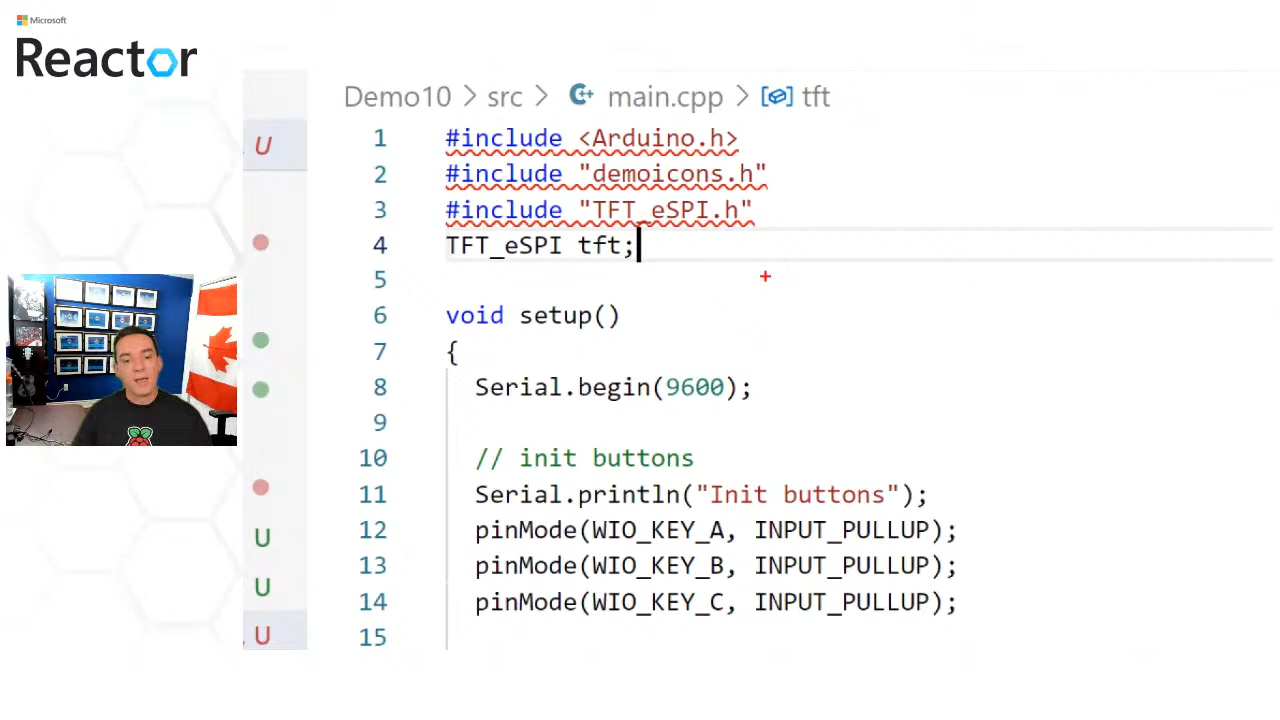 Microsoft
Reactor
Demo10 > src > main.cpp > tft
U
1 #include <Arduino.h>
2 #include "demoicons.h"
3 #include "TFT_eSPI.h"
4 TFT_eSPI tft;
5
6 void setup()
7 {
8 Serial.begin(9600);
9
10 // init buttons
11 Serial.println("Init buttons");
U
12 pinMode(WIO_KEY_A, INPUT_PULLUP);
13 pinMode(WIO_KEY_B, INPUT_PULLUP);
U
14 pinMode(WIO_KEY_C, INPUT_PULLUP);
U
15